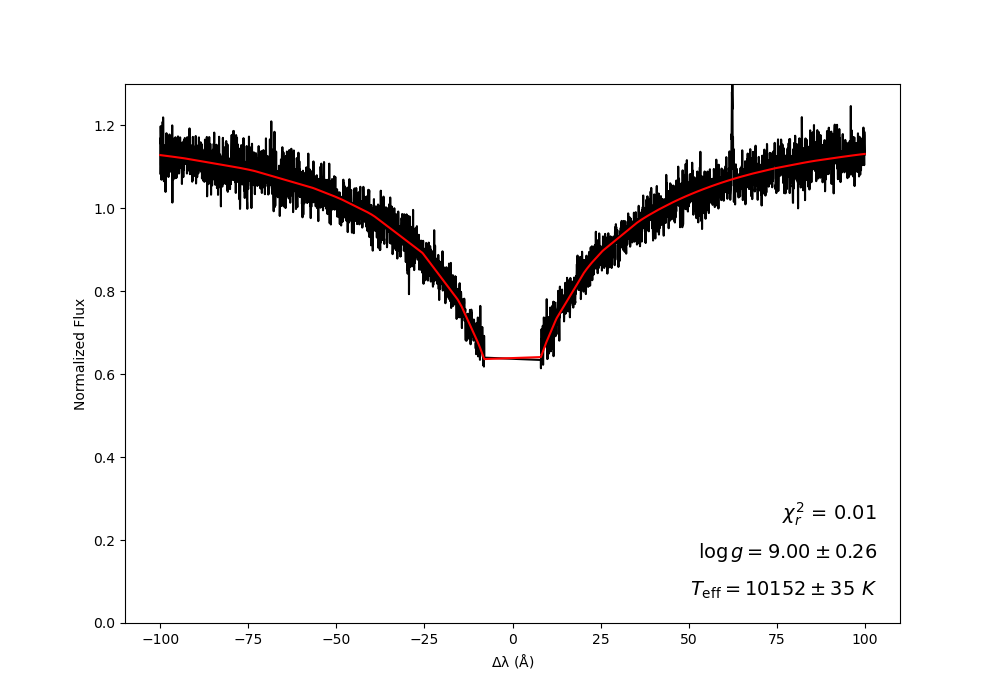 1.2
1.0
0.8
0.6
0.4
0.2
0.0
Normalized Flux
χ²ᵣ = 0.01
log g = 9.00 ± 0.26
T_eff = 10152 ± 35 K
−100 −75 −50 −25 0 25 50 75 100
Δλ (Å)